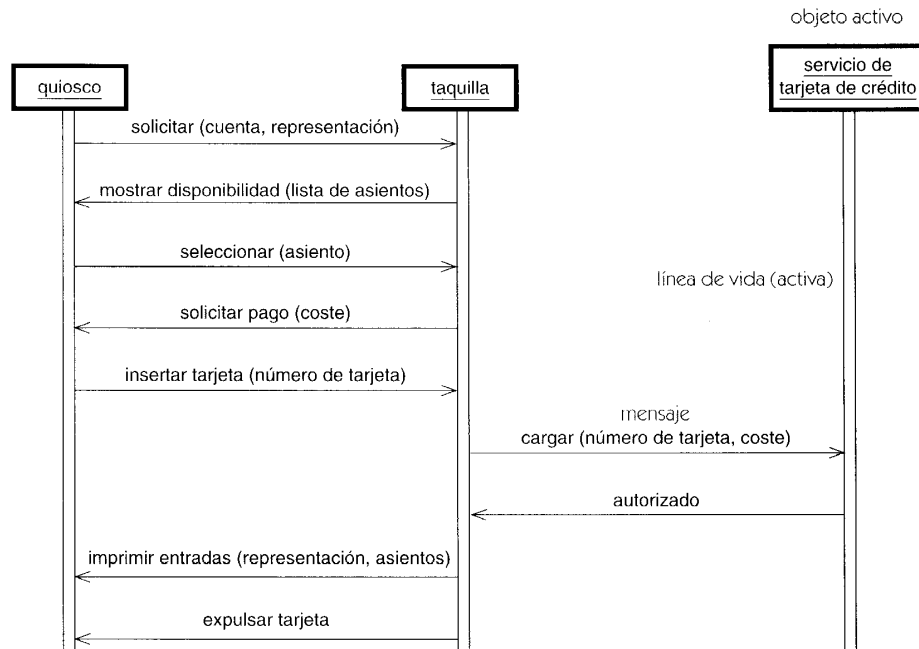 objeto activo
quiosco
taquilla
servicio de
tarjeta de crédito
solicitar (cuenta, representación)
mostrar disponibilidad (lista de asientos)
seleccionar (asiento)
línea de vida (activa)
solicitar pago (coste)
insertar tarjeta (número de tarjeta)
mensaje
cargar (número de tarjeta, coste)
autorizado
imprimir entradas (representación, asientos)
expulsar tarjeta